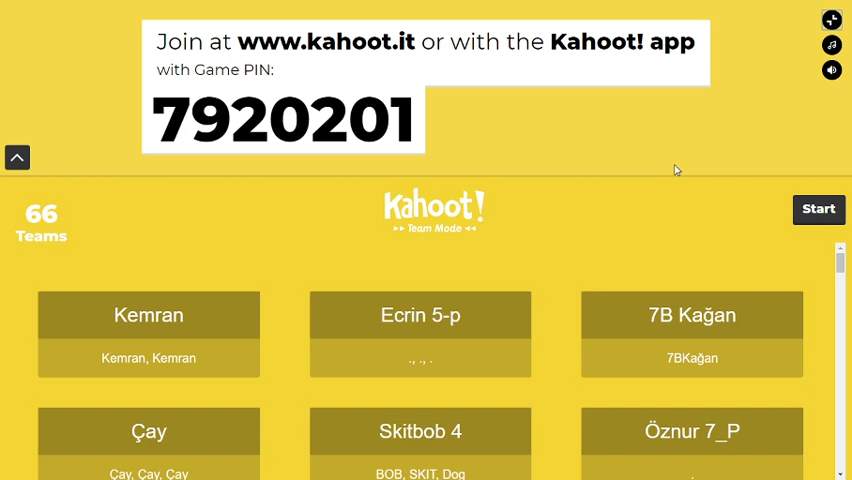 Join at www.kahoot.it or with the Kahoot! app
with Game PIN:
7920201
66
Teams
Kahoot!
Team Mode
Start
Kemran
Ecrin 5-p
7B Kağan
Kemran, Kemran
., ., .
7BKağan
Çay
Skitbob 4
Öznur 7_P
Çay, Çay, Çay
BOB, SKIT, Dog
.